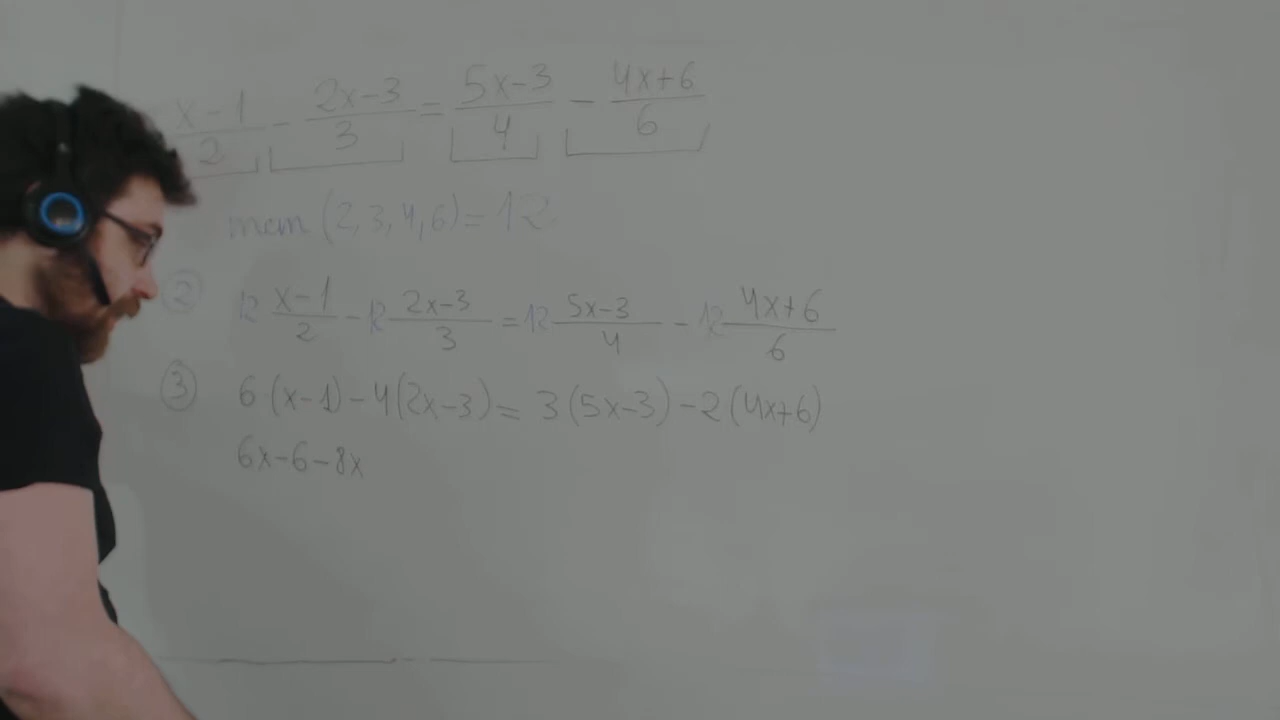 x-1/2 - 2x-3/3 = 5x-3/4 - 4x+6/6
mcm (2,3,4,6)=12
② 12 x-1/2 - 12 2x-3/3 = 12 5x-3/4 - 12 4x+6/6
③ 6(x-1)-4(2x-3)= 3(5x-3)-2(4x+6)
6x-6-8x